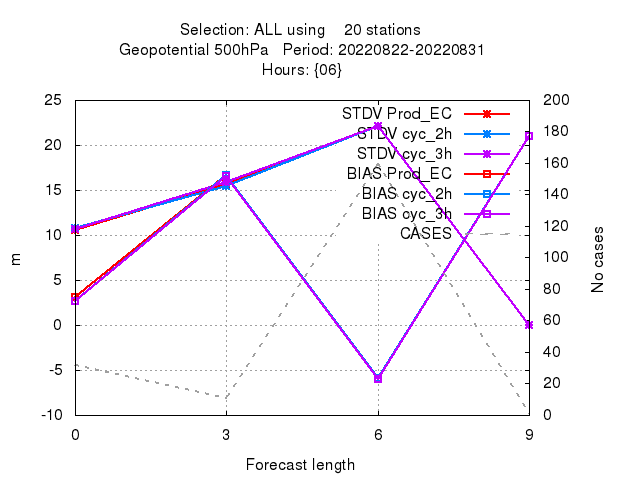 Selection: ALL using    20 stations
Geopotential 500hPa   Period: 20220822-20220831
Hours: {06}
25
20
15
10
5
0
-5
-10
m
200
180
160
140
120
100
80
60
40
20
0
No cases
STDV Prod_EC
STDV cyc_2h
STDV cyc_3h
BIAS Prod_EC
BIAS cyc_2h
BIAS cyc_3h
CASES
0 3 6 9
Forecast length